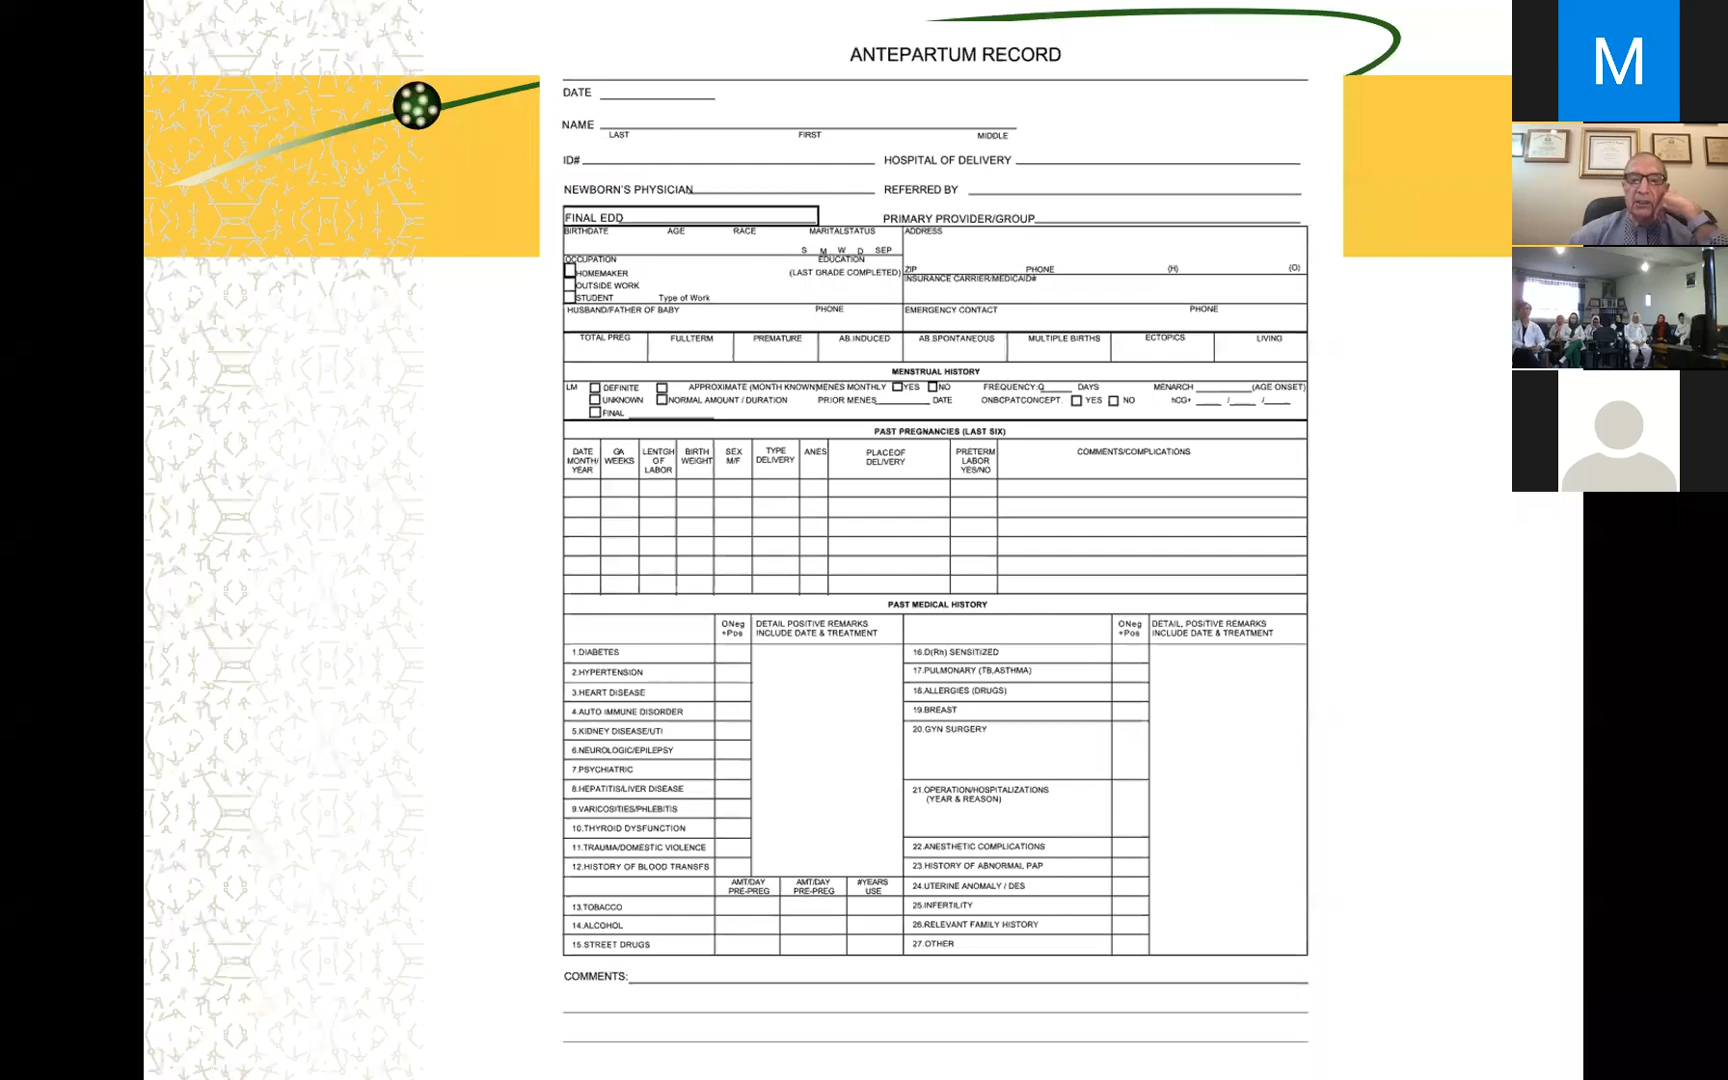 ANTEPARTUM RECORD
DATE
NAME
LAST FIRST MIDDLE
ID# HOSPITAL OF DELIVERY
NEWBORN'S PHYSICIAN REFERRED BY
FINAL EDD PRIMARY PROVIDER/GROUP
BIRTHDATE AGE RACE MARITALSTATUS ADDRESS
S M W D SEP
OCCUPATION EDUCATION
HOMEMAKER (LAST GRADE COMPLETED) ZIP PHONE (H) (O)
OUTSIDE WORK INSURANCE CARRIER/MEDICAID#
STUDENT Type of Work
HUSBAND/FATHER OF BABY PHONE EMERGENCY CONTACT PHONE
TOTAL PREG FULLTERM PREMATURE AB.INDUCED AB.SPONTANEOUS MULTIPLE BIRTHS ECTOPICS LIVING
MENSTRUAL HISTORY
LM DEFINITE APPROXIMATE (MONTH KNOWN)MENES MONTHLY YES NO FREQUENCY:Q DAYS MENARCH (AGE ONSET)
UNKNOWN NORMAL AMOUNT / DURATION PRIOR MENES DATE ONBCPATCONCEPT. YES NO hCG+ / /
FINAL
PAST PREGNANCIES (LAST SIX)
DATE MONTH/ YEAR GA WEEKS LENTGH OF LABOR BIRTH WEIGHT SEX M/F TYPE DELIVERY ANES PLACEOF DELIVERY PRETERM LABOR YES/NO COMMENTS/COMPLICATIONS
PAST MEDICAL HISTORY
ONeg +Pos DETAIL POSITIVE REMARKS INCLUDE DATE & TREATMENT ONeg +Pos DETAIL, POSITIVE REMARKS INCLUDE DATE & TREATMENT
1.DIABETES 16.D(Rh) SENSITIZED
2.HYPERTENSION 17.PULMONARY (TB,ASTHMA)
3.HEART DISEASE 18.ALLERGIES (DRUGS)
4.AUTO IMMUNE DISORDER 19.BREAST
5.KIDNEY DISEASE/UTI 20.GYN SURGERY
6.NEUROLOGIC/EPILEPSY
7.PSYCHIATRIC
8.HEPATITIS/LIVER DISEASE 21.OPERATION/HOSPITALIZATIONS
9.VARICOSITIES/PHLEBITIS (YEAR & REASON)
10.THYROID DYSFUNCTION
11.TRAUMA/DOMESTIC VIOLENCE 22.ANESTHETIC COMPLICATIONS
12.HISTORY OF BLOOD TRANSFS 23.HISTORY OF ABNORMAL PAP
AMT/DAY PRE-PREG AMT/DAY PRE-PREG #YEARS USE 24.UTERINE ANOMALY / DES
13.TOBACCO 25.INFERTILITY
14.ALCOHOL 26.RELEVANT FAMILY HISTORY
15.STREET DRUGS 27.OTHER
COMMENTS:
M